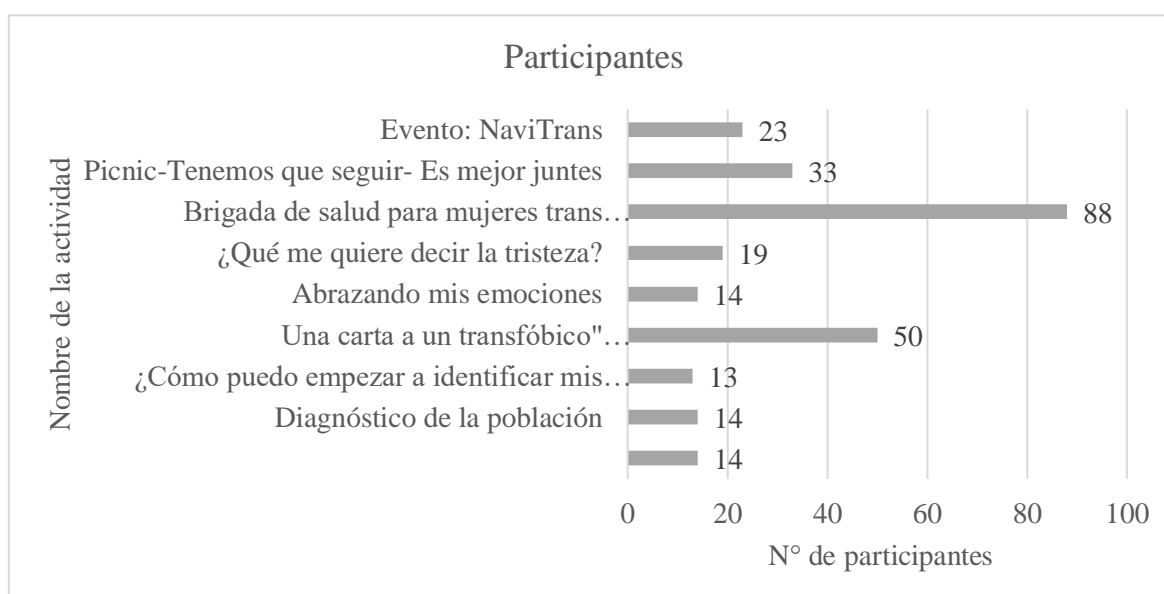 Participantes
Nombre de la actividad
Evento: NaviTrans 23
Picnic-Tenemos que seguir- Es mejor juntes 33
Brigada de salud para mujeres trans… 88
¿Qué me quiere decir la tristeza? 19
Abrazando mis emociones 14
Una carta a un transfóbico"… 50
¿Cómo puedo empezar a identificar mis… 13
Diagnóstico de la población 14
14
0 20 40 60 80 100
N° de participantes